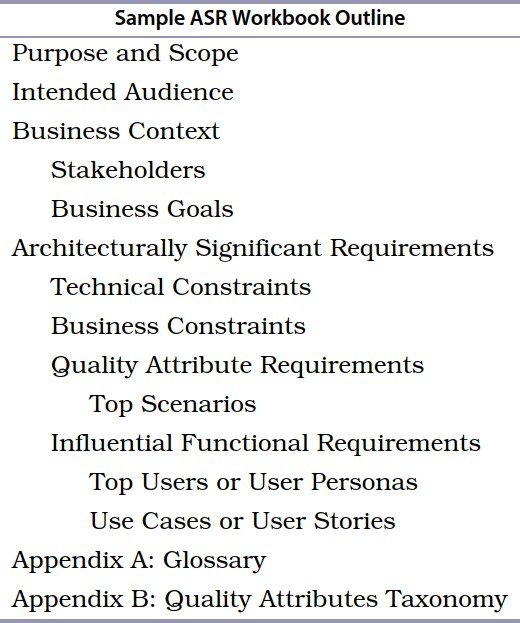 Sample ASR Workbook Outline
Purpose and Scope
Intended Audience
Business Context
Stakeholders
Business Goals
Architecturally Significant Requirements
Technical Constraints
Business Constraints
Quality Attribute Requirements
Top Scenarios
Influential Functional Requirements
Top Users or User Personas
Use Cases or User Stories
Appendix A: Glossary
Appendix B: Quality Attributes Taxonomy